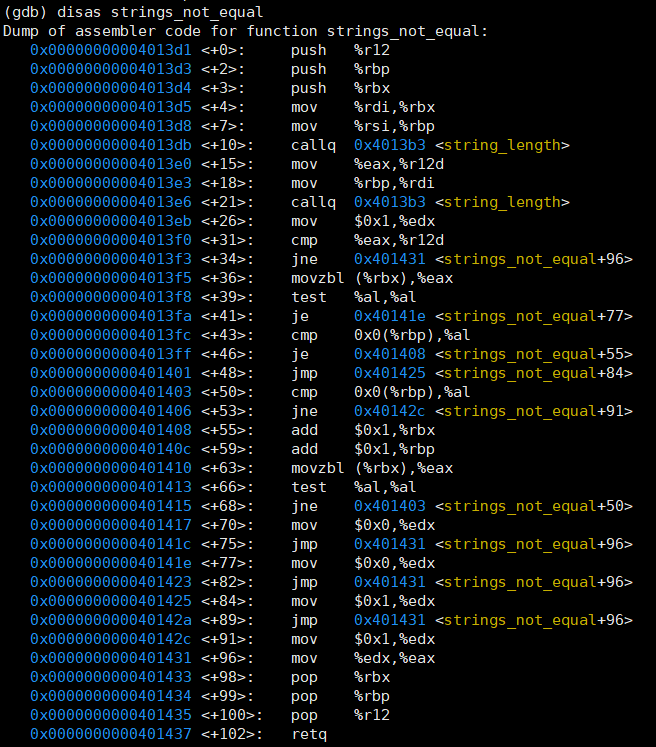 (gdb) disas strings_not_equal
Dump of assembler code for function strings_not_equal:
   0x00000000004013d1 <+0>:     push   %r12
   0x00000000004013d3 <+2>:     push   %rbp
   0x00000000004013d4 <+3>:     push   %rbx
   0x00000000004013d5 <+4>:     mov    %rdi,%rbx
   0x00000000004013d8 <+7>:     mov    %rsi,%rbp
   0x00000000004013db <+10>:    callq  0x4013b3 <string_length>
   0x00000000004013e0 <+15>:    mov    %eax,%r12d
   0x00000000004013e3 <+18>:    mov    %rbp,%rdi
   0x00000000004013e6 <+21>:    callq  0x4013b3 <string_length>
   0x00000000004013eb <+26>:    mov    $0x1,%edx
   0x00000000004013f0 <+31>:    cmp    %eax,%r12d
   0x00000000004013f3 <+34>:    jne    0x401431 <strings_not_equal+96>
   0x00000000004013f5 <+36>:    movzbl (%rbx),%eax
   0x00000000004013f8 <+39>:    test   %al,%al
   0x00000000004013fa <+41>:    je     0x40141e <strings_not_equal+77>
   0x00000000004013fc <+43>:    cmp    0x0(%rbp),%al
   0x00000000004013ff <+46>:    je     0x401408 <strings_not_equal+55>
   0x0000000000401401 <+48>:    jmp    0x401425 <strings_not_equal+84>
   0x0000000000401403 <+50>:    cmp    0x0(%rbp),%al
   0x0000000000401406 <+53>:    jne    0x40142c <strings_not_equal+91>
   0x0000000000401408 <+55>:    add    $0x1,%rbx
   0x000000000040140c <+59>:    add    $0x1,%rbp
   0x0000000000401410 <+63>:    movzbl (%rbx),%eax
   0x0000000000401413 <+66>:    test   %al,%al
   0x0000000000401415 <+68>:    jne    0x401403 <strings_not_equal+50>
   0x0000000000401417 <+70>:    mov    $0x0,%edx
   0x000000000040141c <+75>:    jmp    0x401431 <strings_not_equal+96>
   0x000000000040141e <+77>:    mov    $0x0,%edx
   0x0000000000401423 <+82>:    jmp    0x401431 <strings_not_equal+96>
   0x0000000000401425 <+84>:    mov    $0x1,%edx
   0x000000000040142a <+89>:    jmp    0x401431 <strings_not_equal+96>
   0x000000000040142c <+91>:    mov    $0x1,%edx
   0x0000000000401431 <+96>:    mov    %edx,%eax
   0x0000000000401433 <+98>:    pop    %rbx
   0x0000000000401434 <+99>:    pop    %rbp
   0x0000000000401435 <+100>:   pop    %r12
   0x0000000000401437 <+102>:   retq